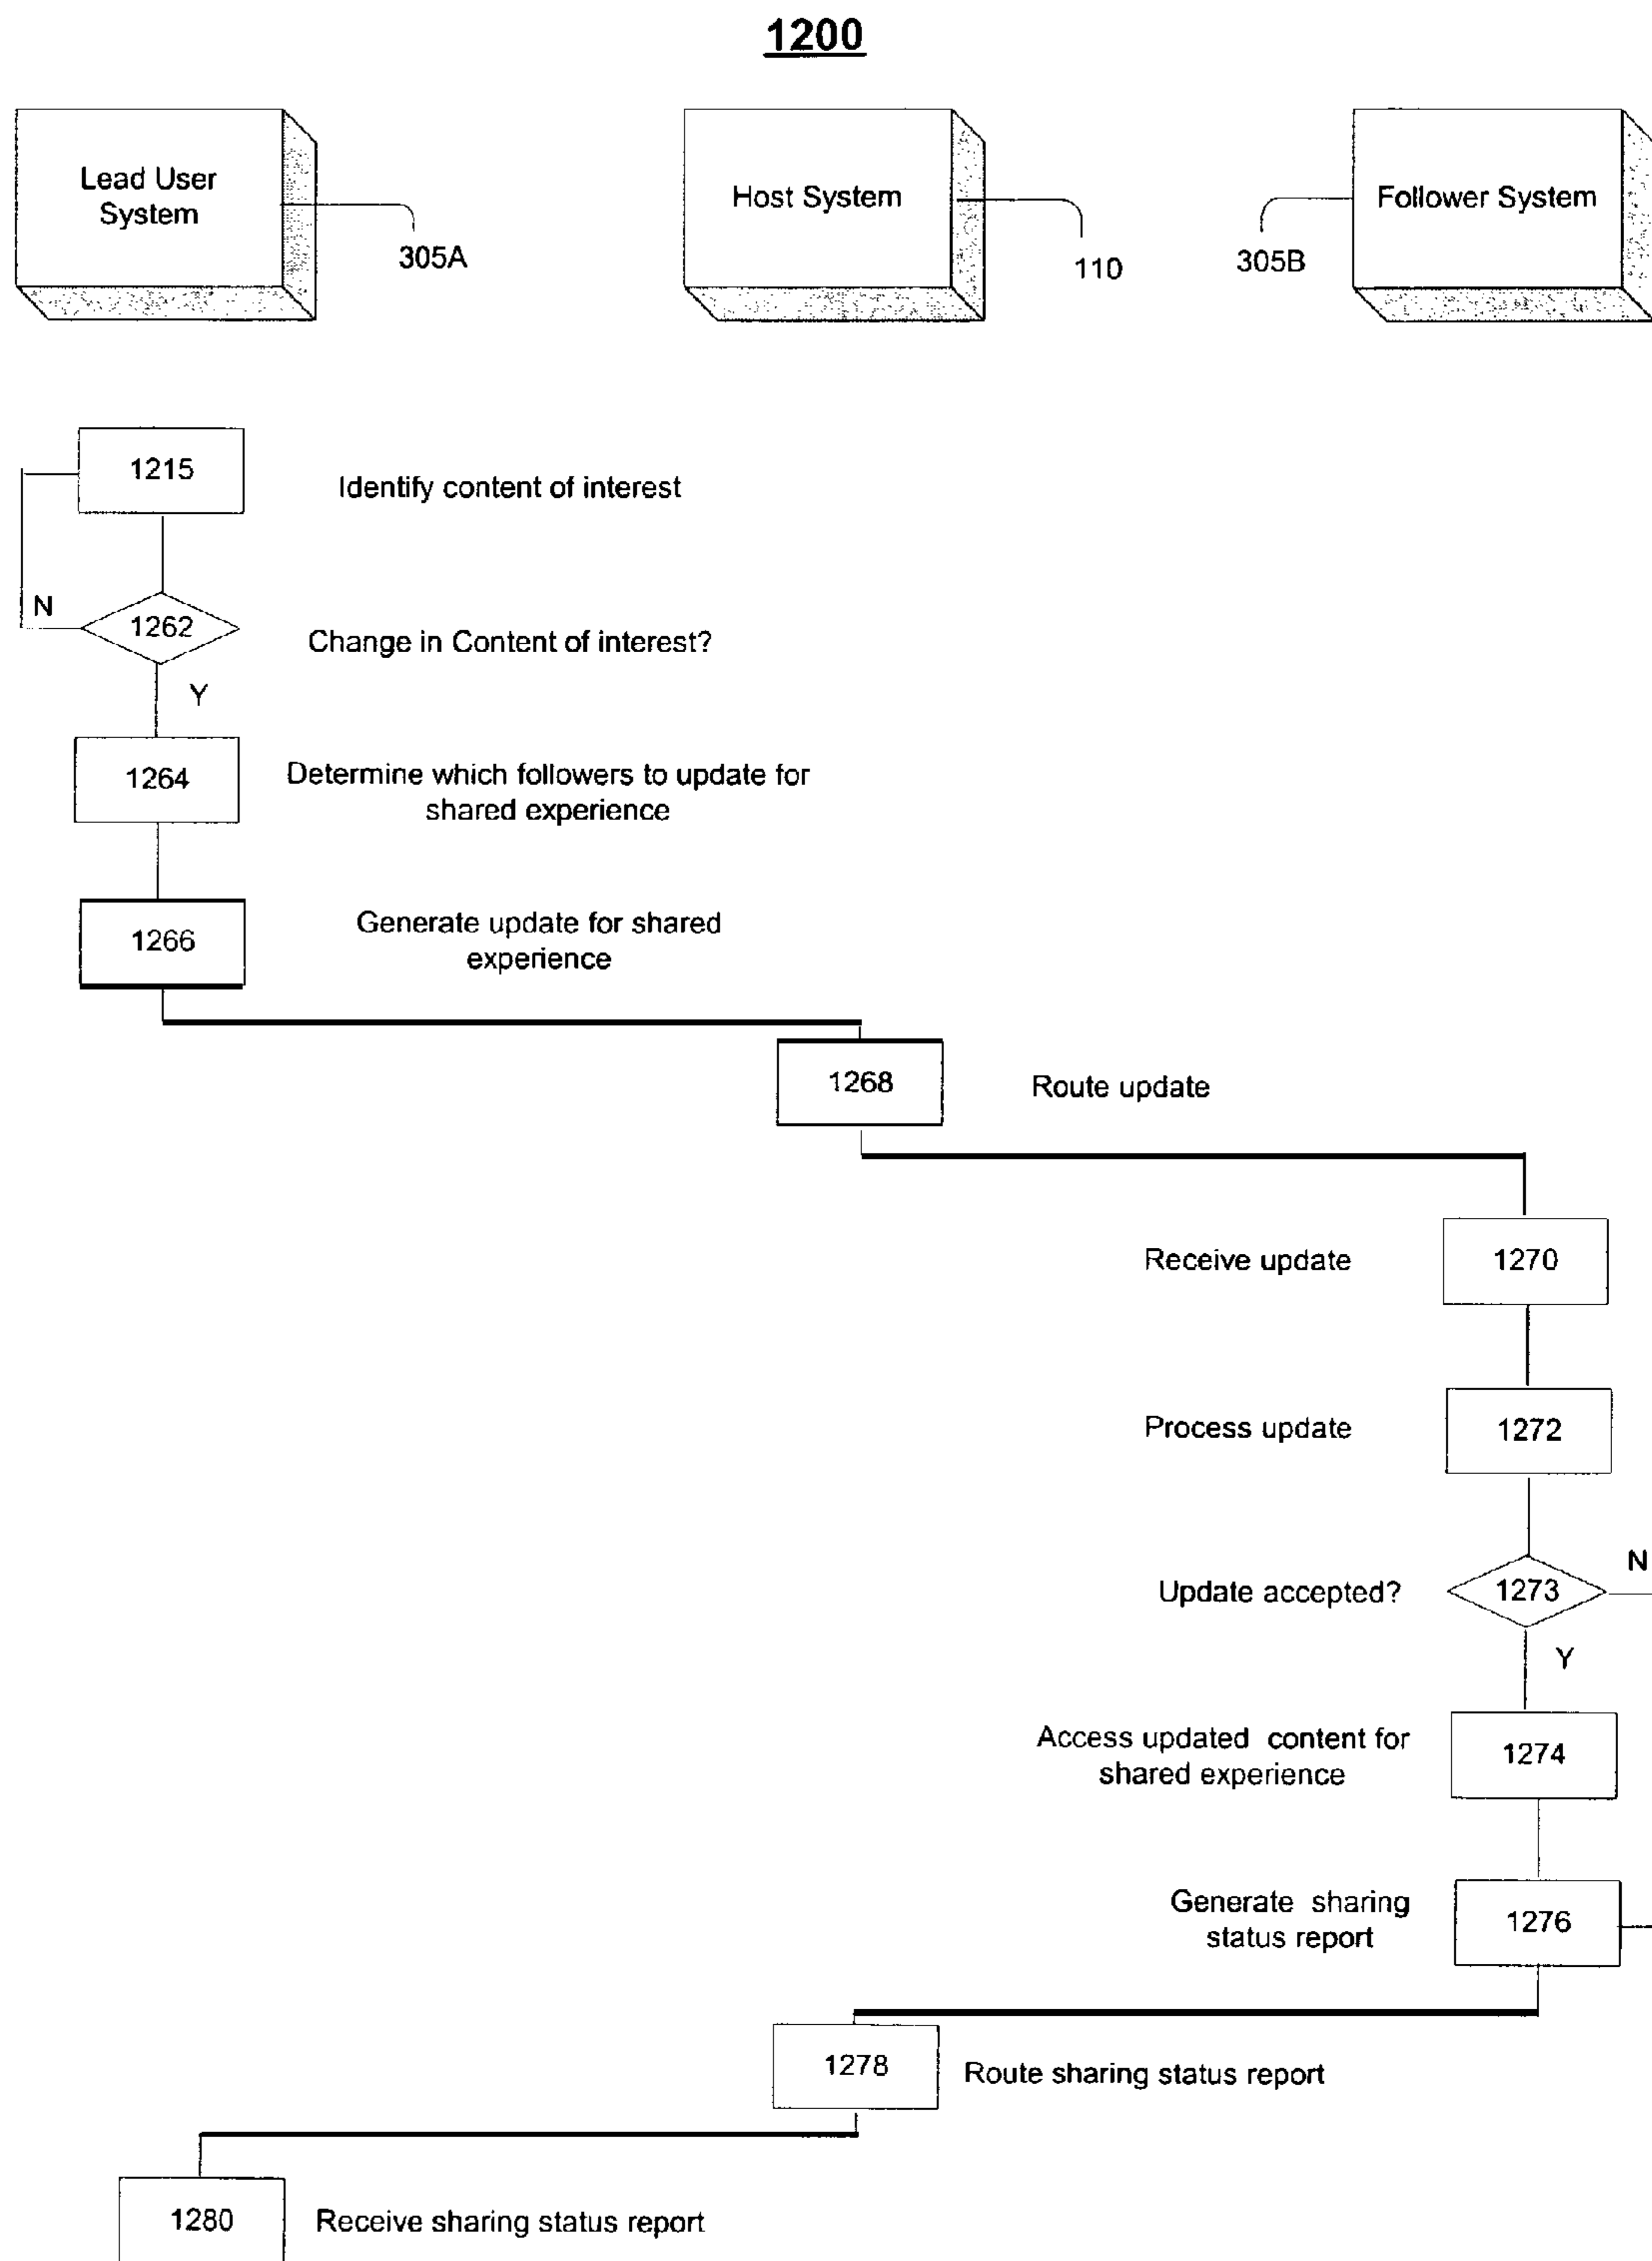 1200
Lead User
System
305A
Host System
110
305B
Follower System
1215
Identify content of interest
N
1262
Change in Content of interest?
Y
1264
Determine which followers to update for
shared experience
1266
Generate update for shared
experience
1268
Route update
Receive update
1270
Process update
1272
N
Update accepted?
1273
Y
Access updated content for
shared experience
1274
Generate sharing
status report
1276
1278
Route sharing status report
1280
Receive sharing status report